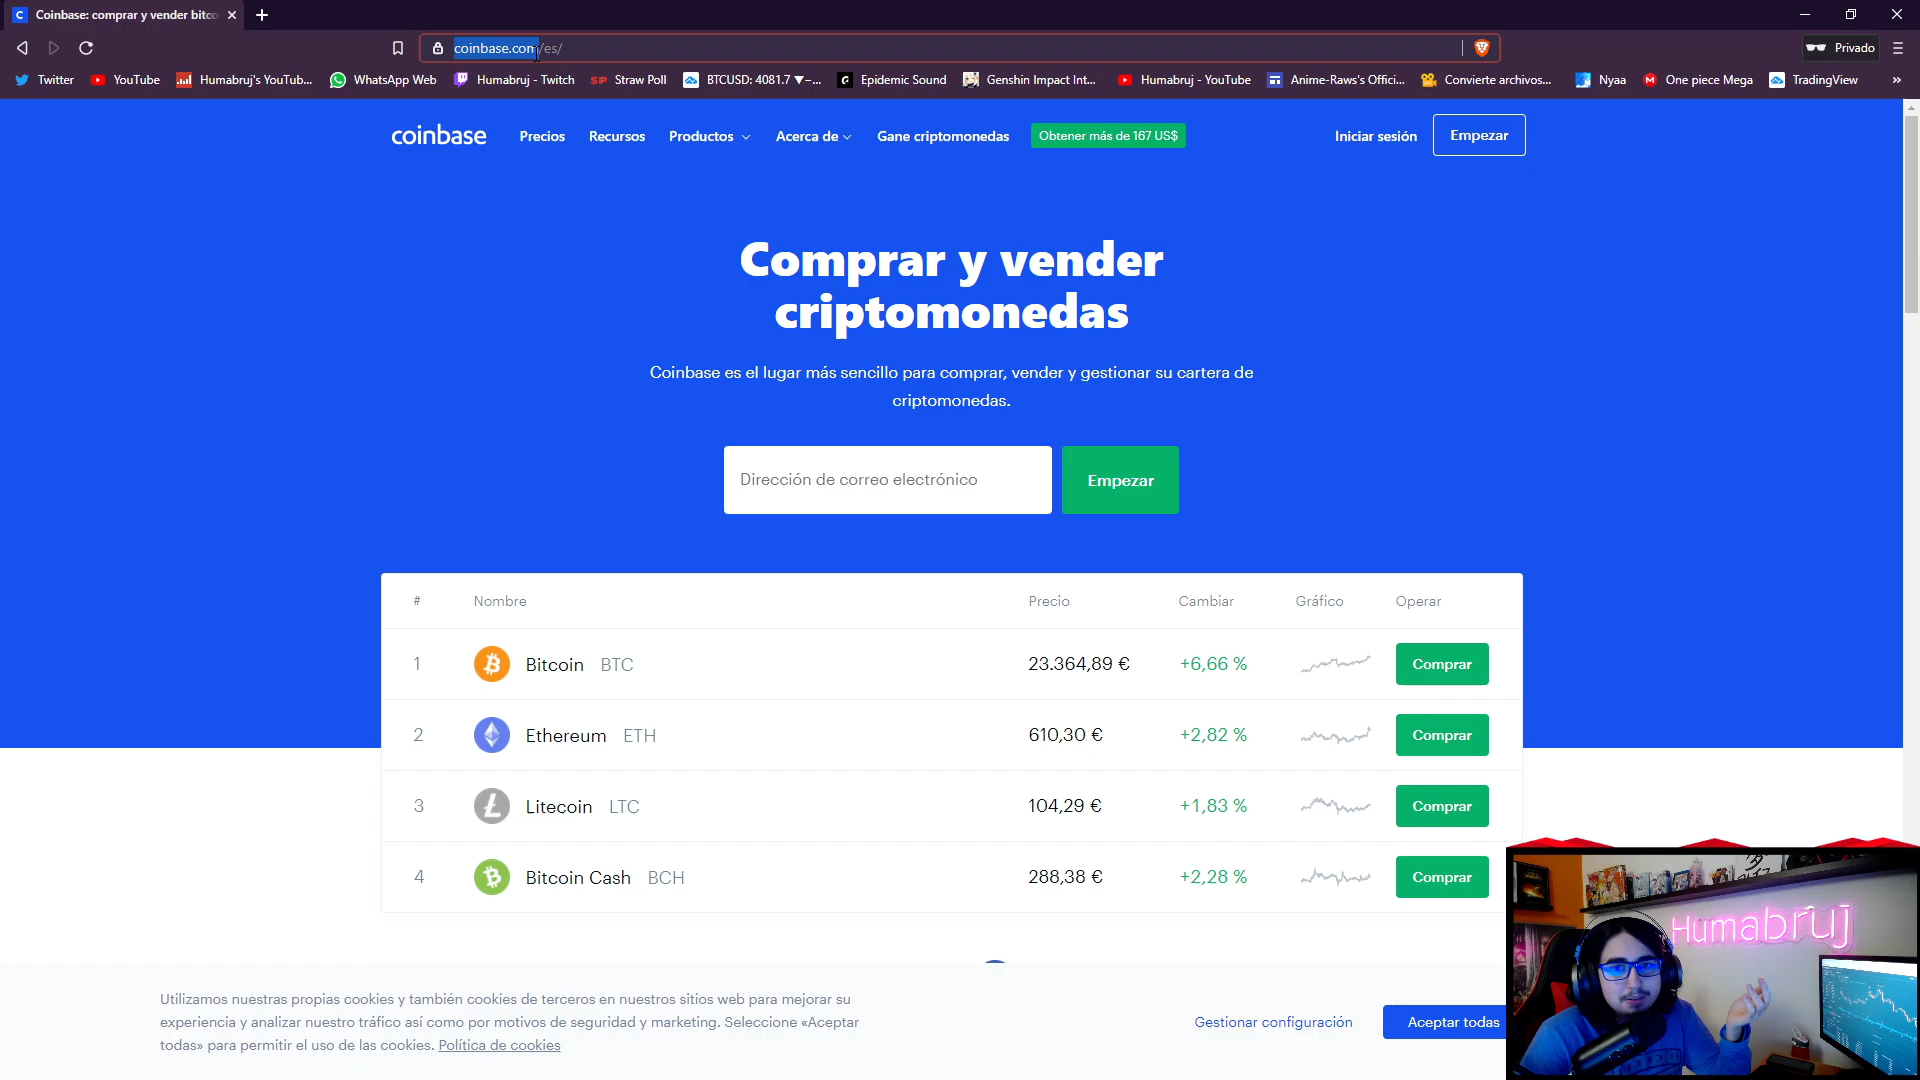 Coinbase: comprar y vender bitco
coinbase.com/es/
Privado
Twitter
YouTube
Humabruj's YouTub...
WhatsApp Web
Humabruj - Twitch
Straw Poll
BTCUSD: 4081.7 ▼−...
Epidemic Sound
Genshin Impact Int...
Humabruj - YouTube
Anime-Raws's Offici...
Convierte archivos...
Nyaa
One piece Mega
TradingView
coinbase
Precios
Recursos
Productos
Acerca de
Gane criptomonedas
Obtener más de 167 US$
Iniciar sesión
Empezar
Comprar y vender
criptomonedas
Coinbase es el lugar más sencillo para comprar, vender y gestionar su cartera de
criptomonedas.
Dirección de correo electrónico
Empezar
# Nombre Precio Cambiar Gráfico Operar
1 Bitcoin BTC 23.364,89 € +6,66 % Comprar
2 Ethereum ETH 610,30 € +2,82 % Comprar
3 Litecoin LTC 104,29 € +1,83 % Comprar
4 Bitcoin Cash BCH 288,38 € +2,28 % Comprar
Utilizamos nuestras propias cookies y también cookies de terceros en nuestros sitios web para mejorar su
experiencia y analizar nuestro tráfico así como por motivos de seguridad y marketing. Seleccione «Aceptar
todas» para permitir el uso de las cookies. Política de cookies
Gestionar configuración
Aceptar todas
Humabruj